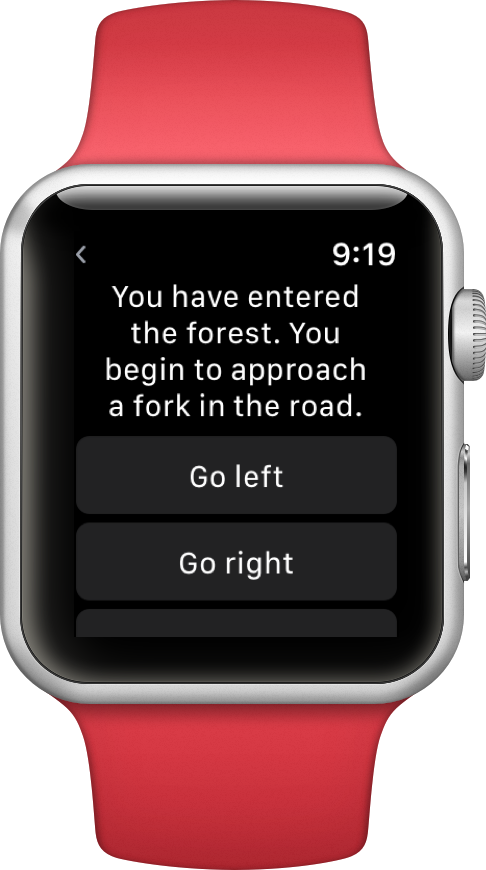 9:19
You have entered
the forest. You
begin to approach
a fork in the road.
Go left
Go right